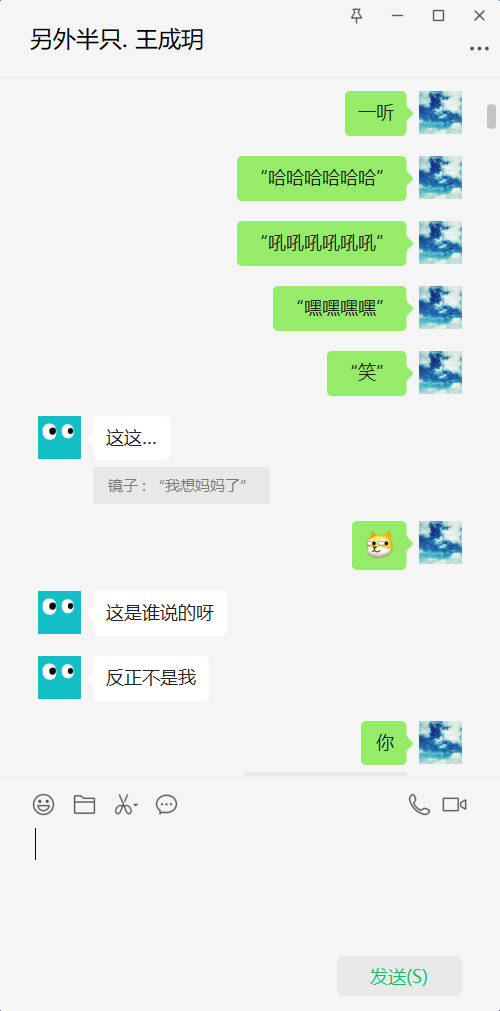 另外半只. 王成玥
一听
“哈哈哈哈哈哈”
“吼吼吼吼吼吼”
“嘿嘿嘿嘿”
“笑”
这这...
镜子：“我想妈妈了”
这是谁说的呀
反正不是我
你
发送(S)